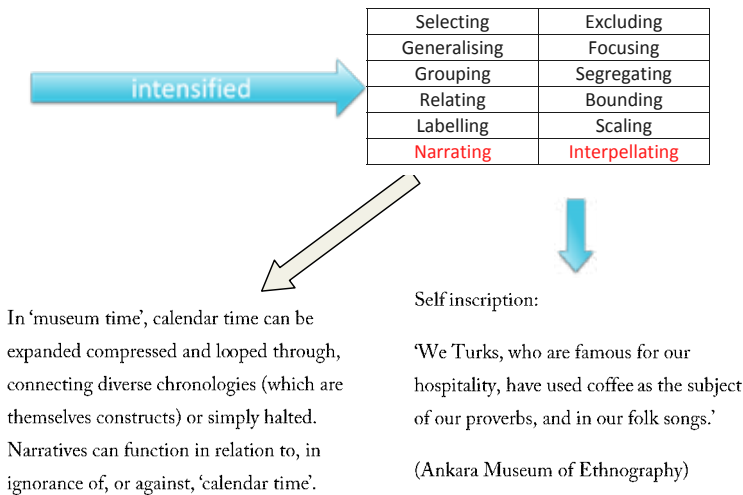 intensified
Selecting Excluding
Generalising Focusing
Grouping Segregating
Relating Bounding
Labelling Scaling
Narrating Interpellating
In ‘museum time’, calendar time can be
expanded compressed and looped through,
connecting diverse chronologies (which are
themselves constructs) or simply halted.
Narratives can function in relation to, in
ignorance of, or against, ‘calendar time’.
Self inscription:
‘We Turks, who are famous for our
hospitality, have used coffee as the subject
of our proverbs, and in our folk songs.’
(Ankara Museum of Ethnography)